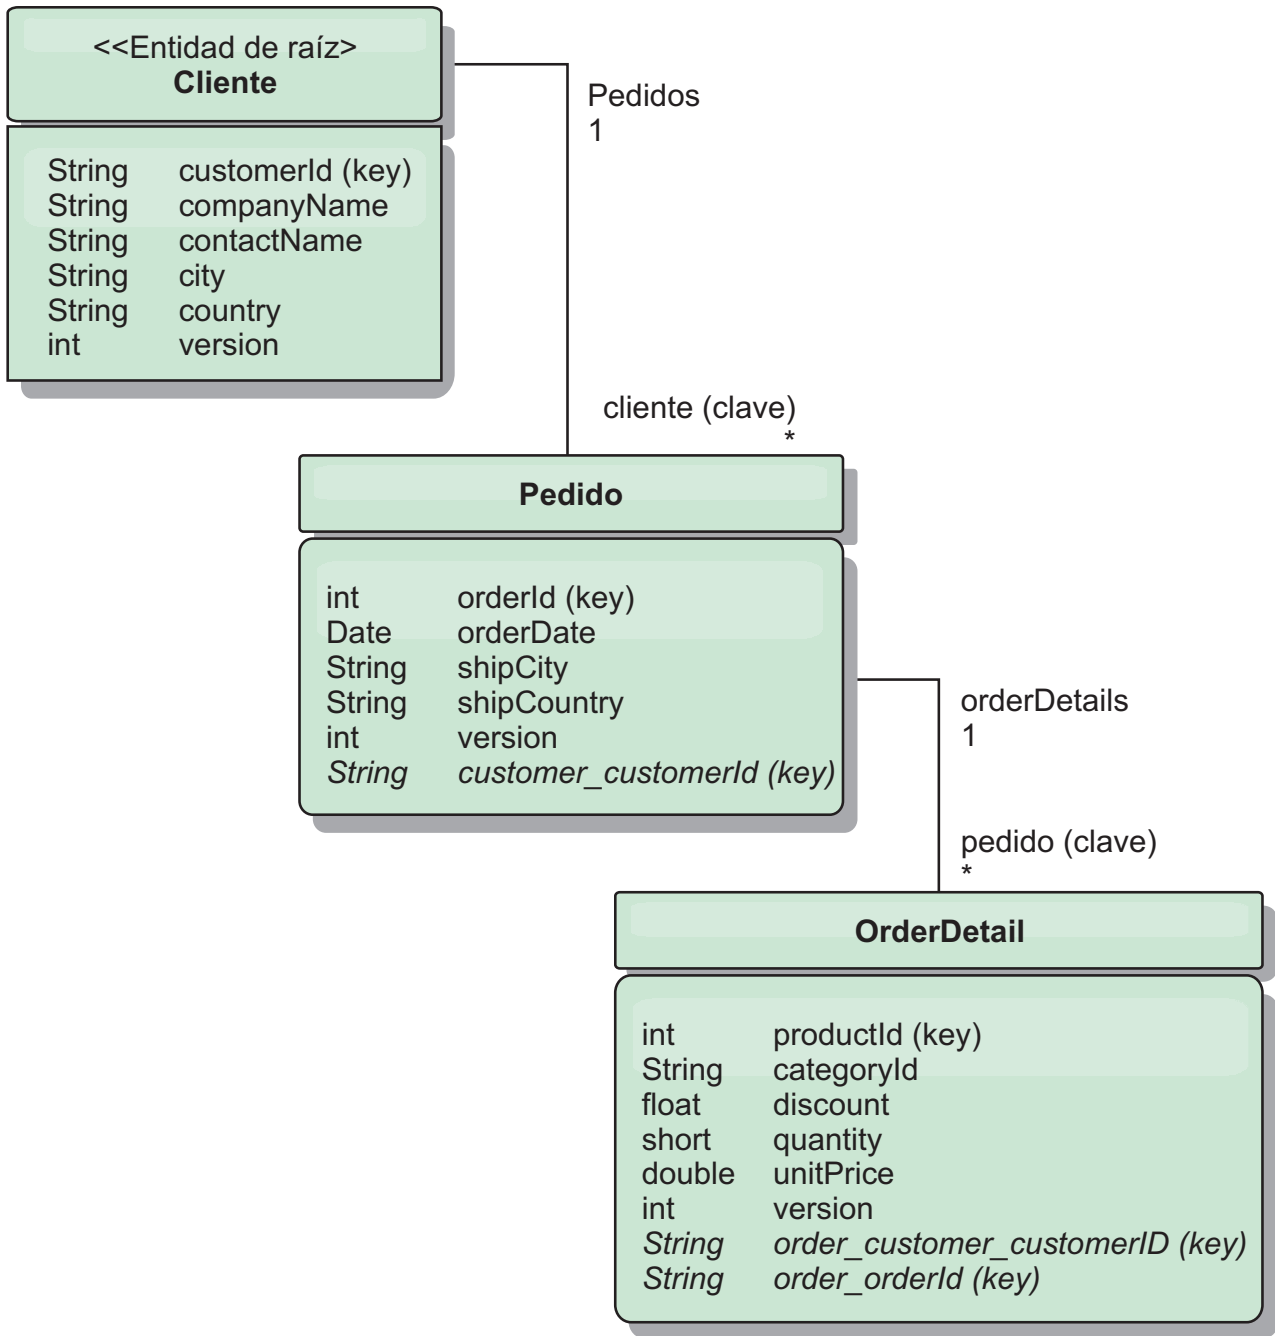 <<Entidad de raíz>
Cliente
String customerId (key)
String companyName
String contactName
String city
String country
int version
Pedidos
1
cliente (clave)
*
Pedido
int orderId (key)
Date orderDate
String shipCity
String shipCountry
int version
String customer_customerId (key)
orderDetails
1
pedido (clave)
*
OrderDetail
int productId (key)
String categoryId
float discount
short quantity
double unitPrice
int version
String order_customer_customerID (key)
String order_orderId (key)